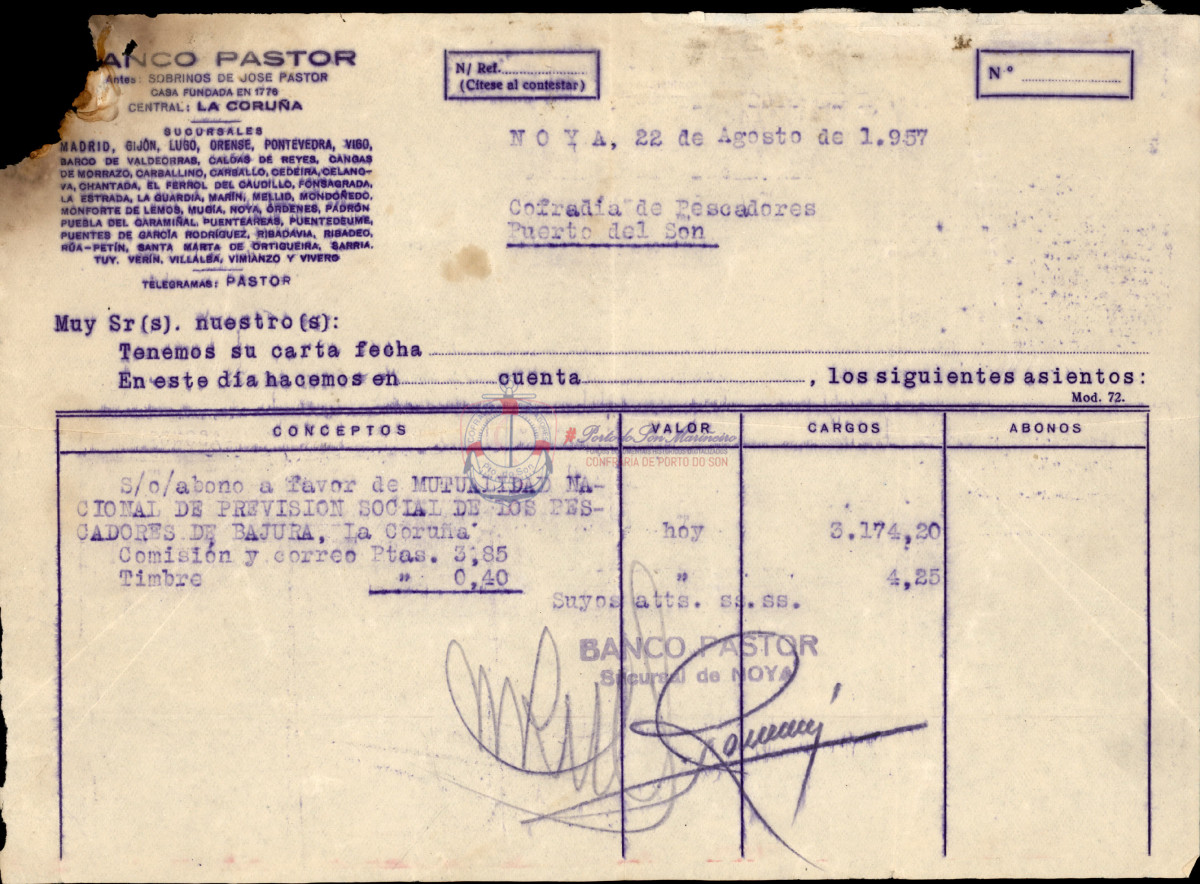 BANCO PASTOR
Antes: SOBRINOS DE JOSE PASTOR
CASA FUNDADA EN 1776
CENTRAL: LA CORUÑA
SUCURSALES
MADRID, GIJÓN, LUGO, ORENSE, PONTEVEDRA, VIGO,
BARCO DE VALDEORRAS, CALDAS DE REYES, CANGAS
DE MORRAZO, CARBALLINO, CARBALLO, CEDEIRA, CELANO-
VA, CHANTADA, EL FERROL DEL CAUDILLO, FONSAGRADA,
LA ESTRADA, LA GUARDIA, MARÍN, MELLID, MONDOÑEDO,
MONFORTE DE LEMOS, MUGÍA, NOYA, ÓRDENES, PADRÓN
PUEBLA DEL CARAMIÑAL, PUENTEAREAS, PUENTEDEUME,
PUENTES DE GARCÍA RODRÍGUEZ, RIBADAVIA, RIBADEO,
RÚA-PETÍN, SANTA MARTA DE ORTIGUEIRA, SARRIA.
TUY. VERÍN, VILLALBA, VIMIANZO Y VIVERO
TELEGRAMAS: PASTOR
N/ Ref.
(Cítese al contestar)
N.º
N O Y A, 22 de Agosto de 1.957
Cofradía de Pescadores
Puerto del Son
Muy Sr(s). nuestro(s):
Tenemos su carta fecha
En este día hacemos en cuenta , los siguientes asientos:
Mod. 72.
CONCEPTOS VALOR CARGOS ABONOS
Porto do Son Marineiro
CONFRARÍA DE PORTO DO SON
Pto. do Son
S/c/abono a favor de MUTUALIDAD NA-
CIONAL DE PREVISION SOCIAL DE LOS PES-
CADORES DE BAJURA, La Coruña hoy 3.174,20
Comisión y correo Ptas. 3,85
Timbre " 0,40 " 4,25
Suyos atts. ss.ss.
BANCO PASTOR
Sucursal de NOYA